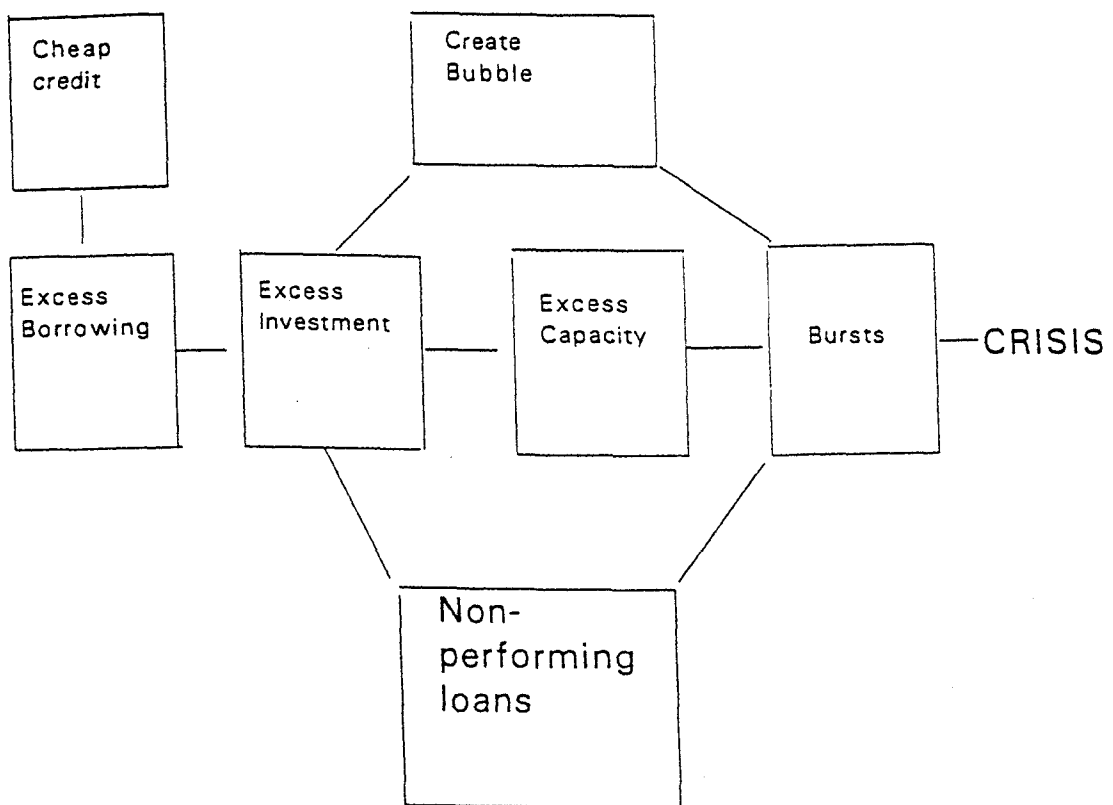 Cheap
credit
Create
Bubble
Excess
Borrowing
Excess
Investment
Excess
Capacity
Bursts
CRISIS
Non-
performing
loans